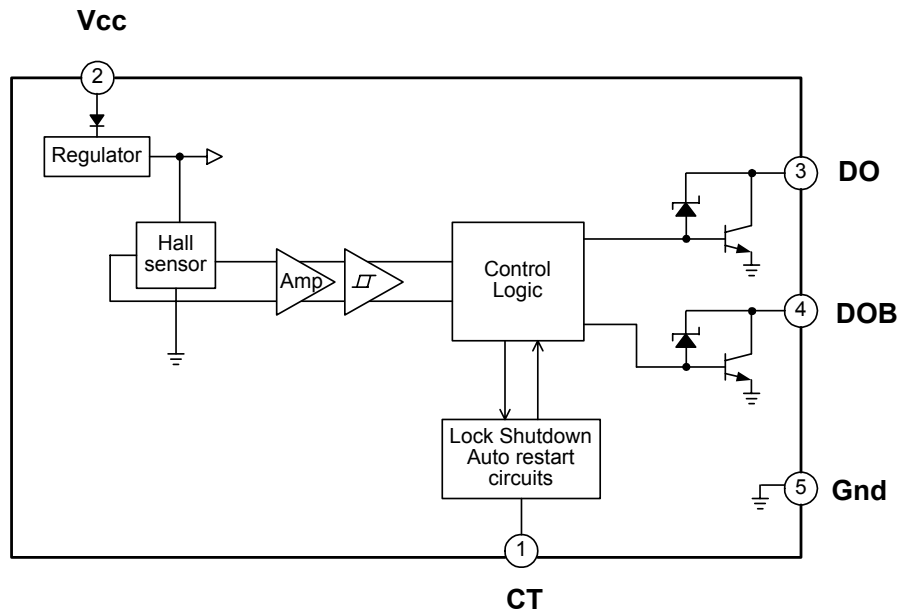 Vcc
2
Regulator
3
DO
Hall
sensor
Amp
Control
Logic
4
DOB
Lock Shutdown
Auto restart
circuits
5
Gnd
1
CT